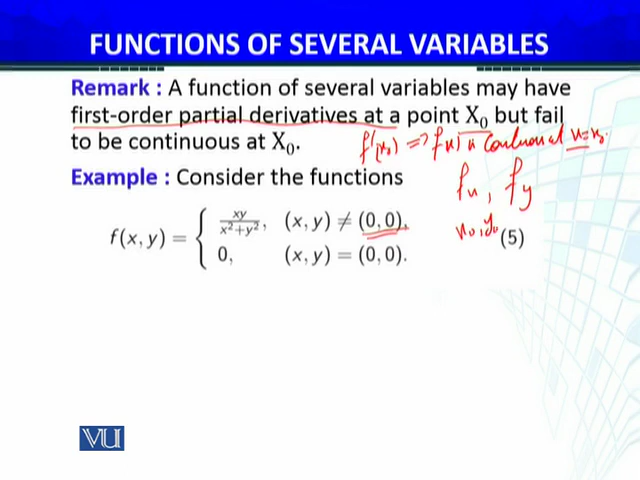 FUNCTIONS OF SEVERAL VARIABLES
Remark : A function of several variables may have
first-order partial derivatives at a point X₀ but fail
to be continuous at X₀.
f'(x₀) => f(x) is continuous at x=x₀.
Example : Consider the functions
fx, fy
f(x, y) = { xy/(x²+y²), (x, y) ≠ (0, 0),
0, (x, y) = (0, 0).
x₀, y₀
(5)
VU